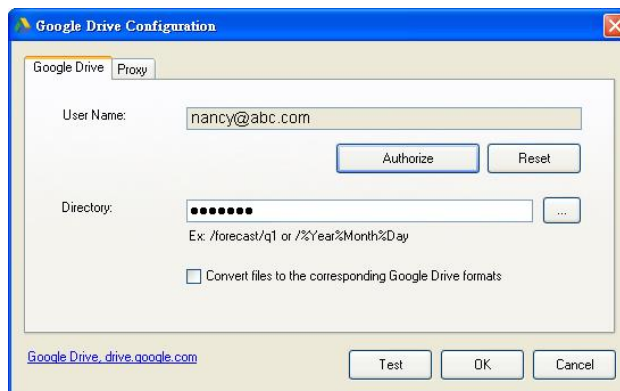 Google Drive Configuration
Google Drive Proxy
User Name: nancy@abc.com
Authorize Reset
Directory: ●●●●●●● ...
Ex: /forecast/q1 or /%Year%Month%Day
Convert files to the corresponding Google Drive formats
Google Drive, drive.google.com Test OK Cancel